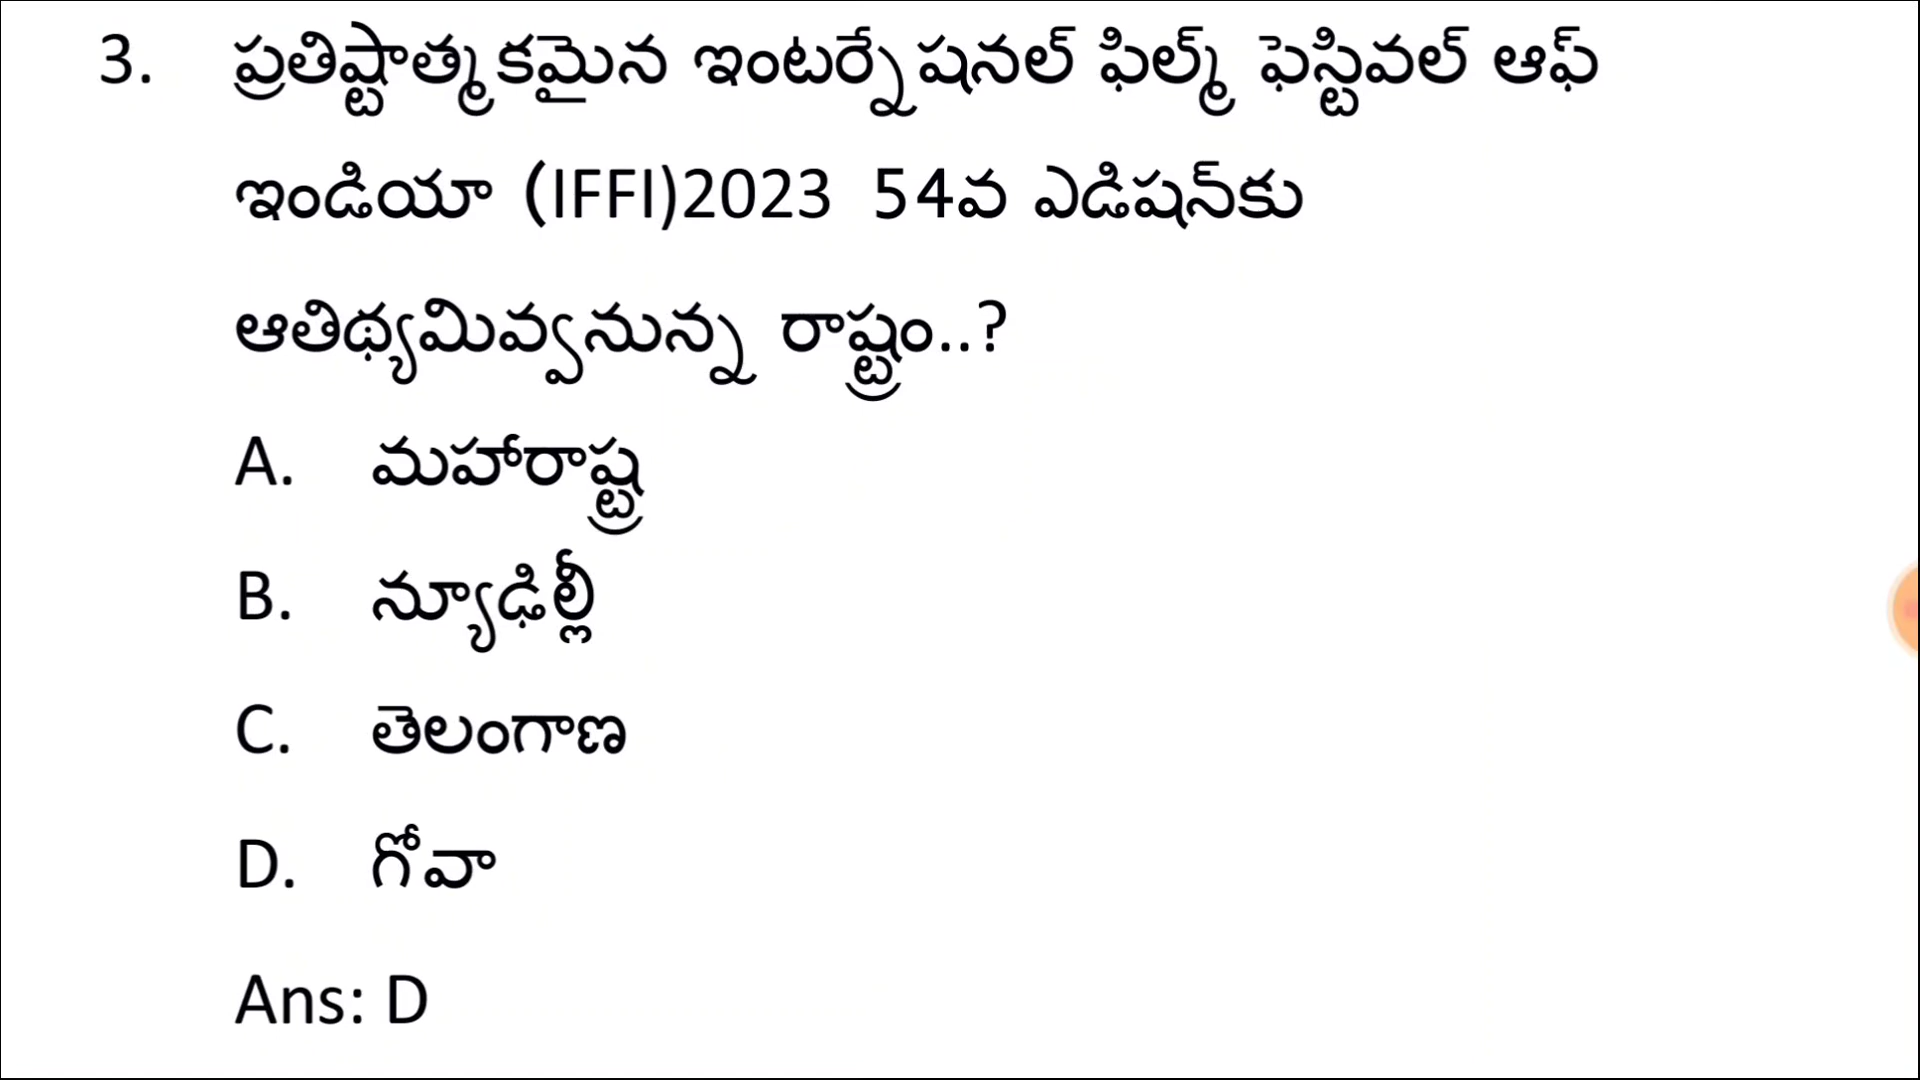 3. ప్రతిష్టాత్మకమైన ఇంటర్నేషనల్ ఫిల్మ్ ఫెస్టివల్ ఆఫ్
ఇండియా (IFFI)2023 54వ ఎడిషన్‌కు
ఆతిథ్యమివ్వనున్న రాష్ట్రం..?
A. మహారాష్ట్ర
B. న్యూఢిల్లీ
C. తెలంగాణ
D. గోవా
Ans: D